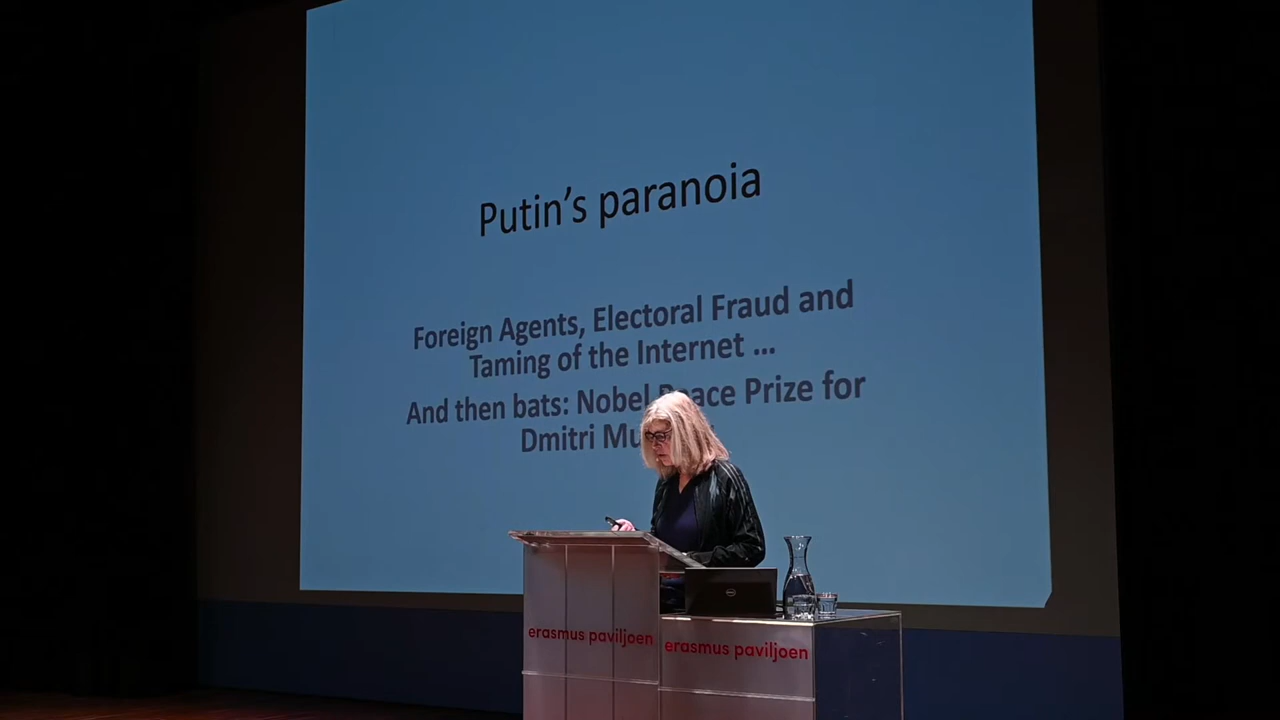 Putin's paranoia
Foreign Agents, Electoral Fraud and
Taming of the Internet ...
And then bats: Nobel Peace Prize for
Dmitri
erasmus paviljoen
erasmus paviljoen
DELL